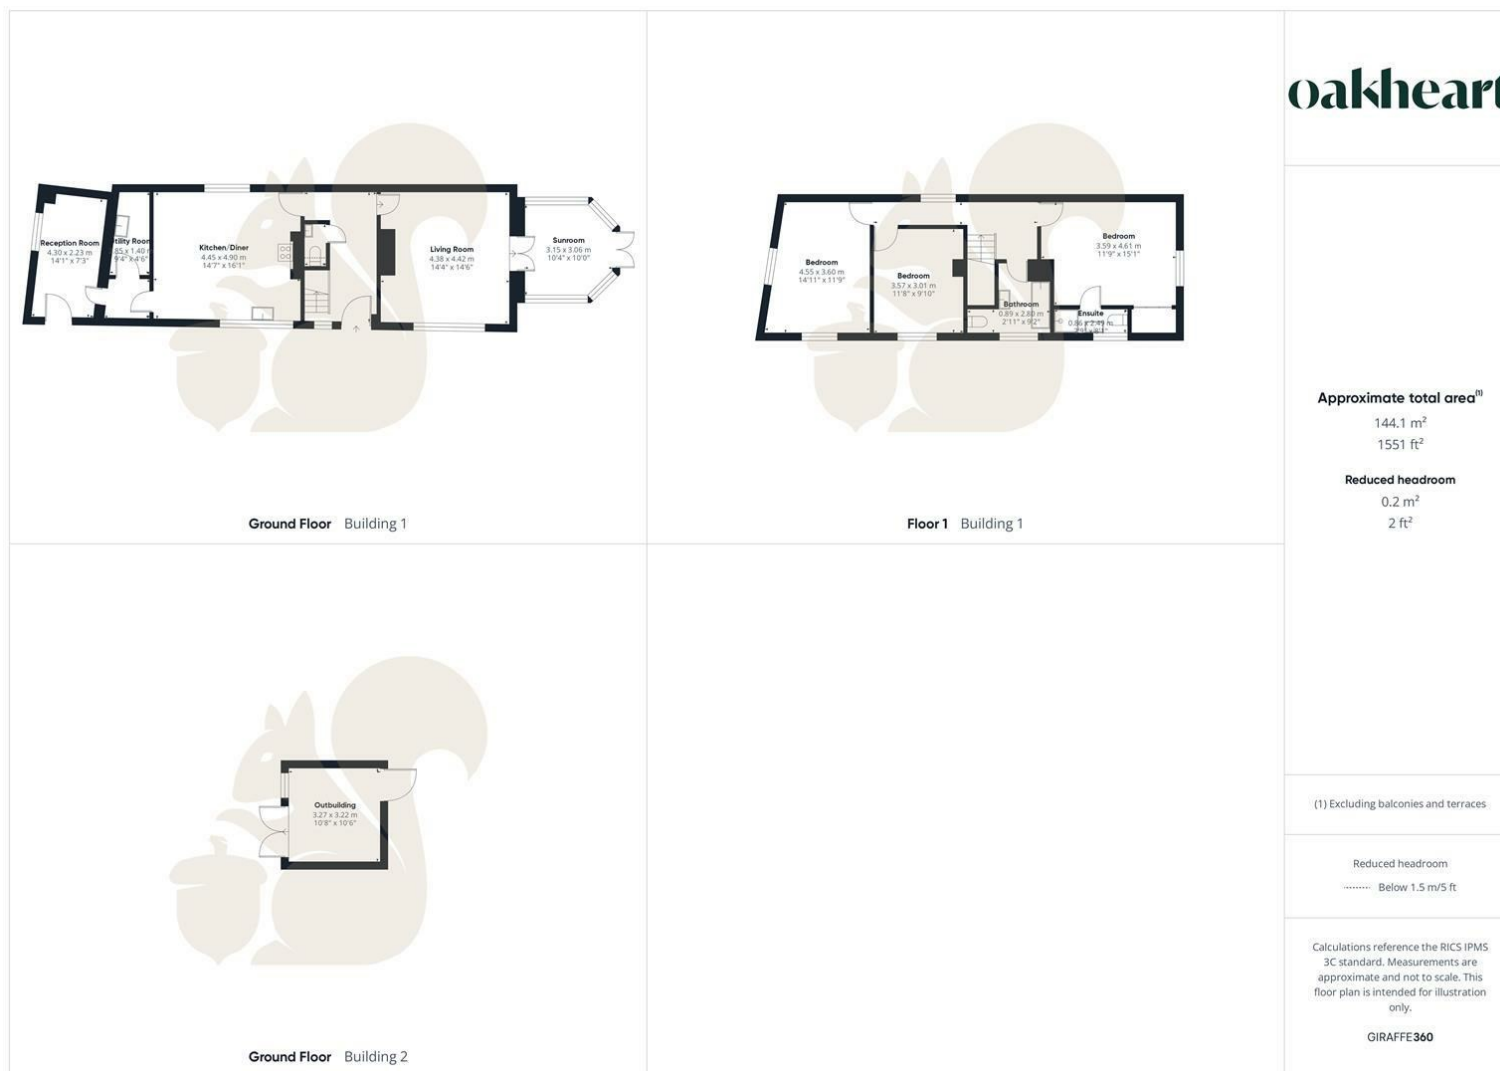 Reception Room
4.30 x 2.23 m
14'1" x 7'3"
Utility Room
x 1.40
9'4" x 4'6"
Kitchen/Diner
4.45 x 4.90 m
14'7" x 16'1"
Living Room
4.38 x 4.42 m
14'4" x 14'6"
Sunroom
3.15 x 3.06 m
10'4" x 10'0"
Ground Floor Building 1
Bedroom
4.55 x 3.60 m
14'11" x 11'9"
Bedroom
3.57 x 3.01 m
11'8" x 9'10"
Bathroom
0.89 x 2.80 m
2'11" x 9'2"
Bedroom
3.59 x 4.61 m
11'9" x 15'1"
Ensuite
Floor 1 Building 1
Outbuilding
3.27 x 3.22 m
10'8" x 10'6"
Ground Floor Building 2
oakheart
Approximate total area(1)
144.1 m²
1551 ft²
Reduced headroom
0.2 m²
2 ft²
(1) Excluding balconies and terraces
Reduced headroom
Below 1.5 m/5 ft
Calculations reference the RICS IPMS
3C standard. Measurements are
approximate and not to scale. This
floor plan is intended for illustration
only.
GIRAFFE360